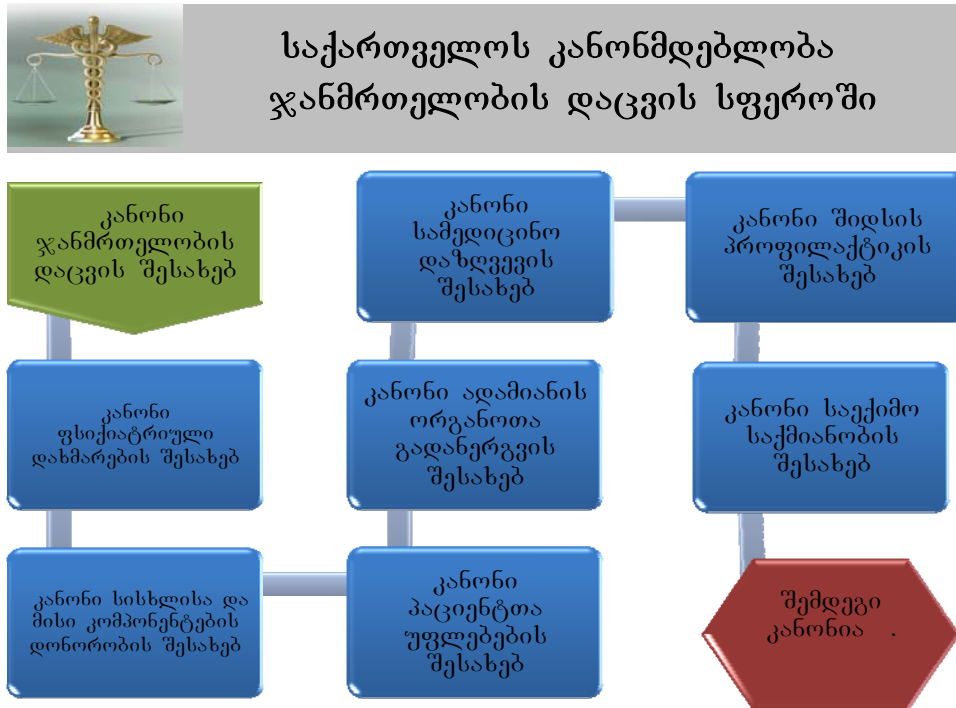 საქართველოს კანონმდებლობა
ჯანმრთელობის დაცვის სფეროში
კანონი
ჯანმრთელობის
დაცვის შესახებ
კანონი
ფსიქიატრიული
დახმარების შესახებ
კანონი სისხლისა და
მისი კომპონენტების
დონორობის შესახებ
კანონი
პაციენტთა
უფლებების
შესახებ
კანონი ადამიანის
ორგანოთა
გადანერგვის
შესახებ
კანონი
სამედიცინო
დაზღვევის
შესახებ
კანონი შიდსის
პროფილაქტიკის
შესახებ
კანონი საექიმო
საქმიანობის
შესახებ
შემდეგი
კანონია .